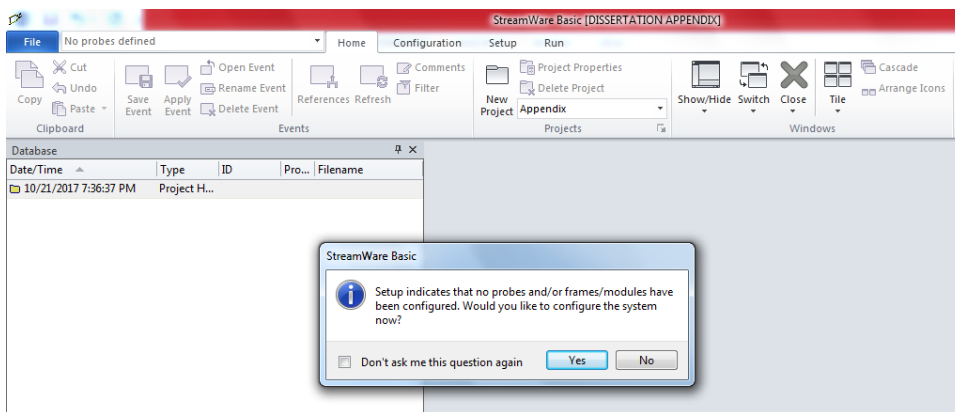 StreamWare Basic [DISSERTATION APPENDIX]
File No probes defined Home Configuration Setup Run
Copy
Cut
Undo
Paste
Clipboard
Save Event
Apply Event
Open Event
Rename Event
Delete Event
References Refresh
Comments
Filter
Events
New Project
Project Properties
Delete Project
Appendix
Projects
Show/Hide Switch Close Tile
Cascade
Arrange Icons
Windows
Database
Date/Time Type ID Pro... Filename
10/21/2017 7:36:37 PM Project H...
StreamWare Basic
Setup indicates that no probes and/or frames/modules have
been configured. Would you like to configure the system
now?
Don't ask me this question again Yes No